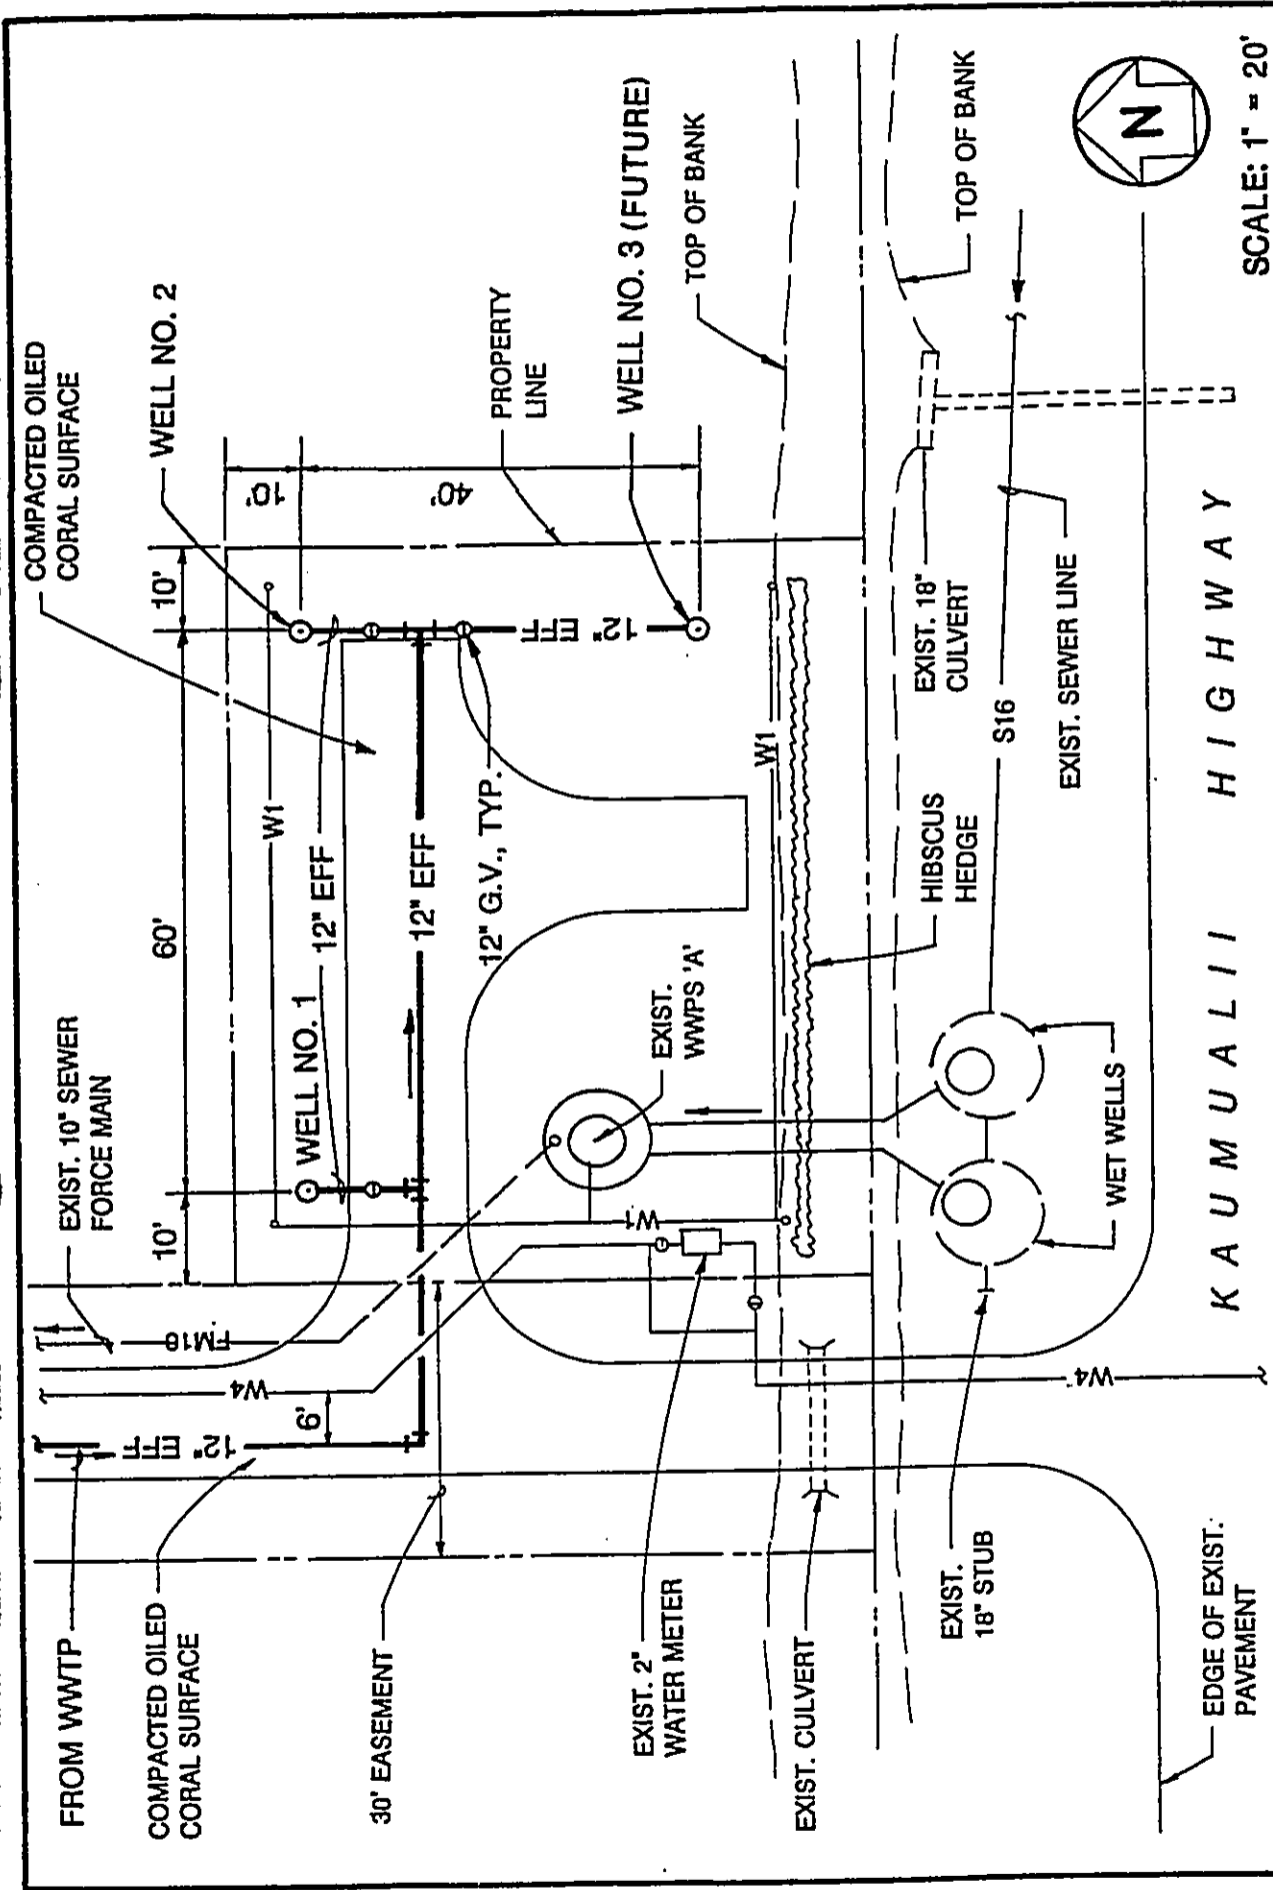 FROM WWTP
COMPACTED OILED
CORAL SURFACE
30' EASEMENT
EXIST. 2"
WATER METER
EXIST. CULVERT
EDGE OF EXIST.
PAVEMENT
EXIST. 10" SEWER
FORCE MAIN
12" EFF
6'
W4
FM18
10'
60'
10'
COMPACTED OILED
CORAL SURFACE
WELL NO. 2
10'
40'
PROPERTY
LINE
WELL NO. 3 (FUTURE)
TOP OF BANK
TOP OF BANK
W1
WELL NO. 1
12" EFF
12" EFF
12" G.V., TYP.
12" EFF
EXIST.
WWPS 'A'
W1
W1
HIBSCUS
HEDGE
EXIST. 18"
CULVERT
S16
EXIST. SEWER LINE
EXIST.
18" STUB
WET WELLS
W4
KAUMUALII HIGHWAY
N
SCALE: 1" = 20'